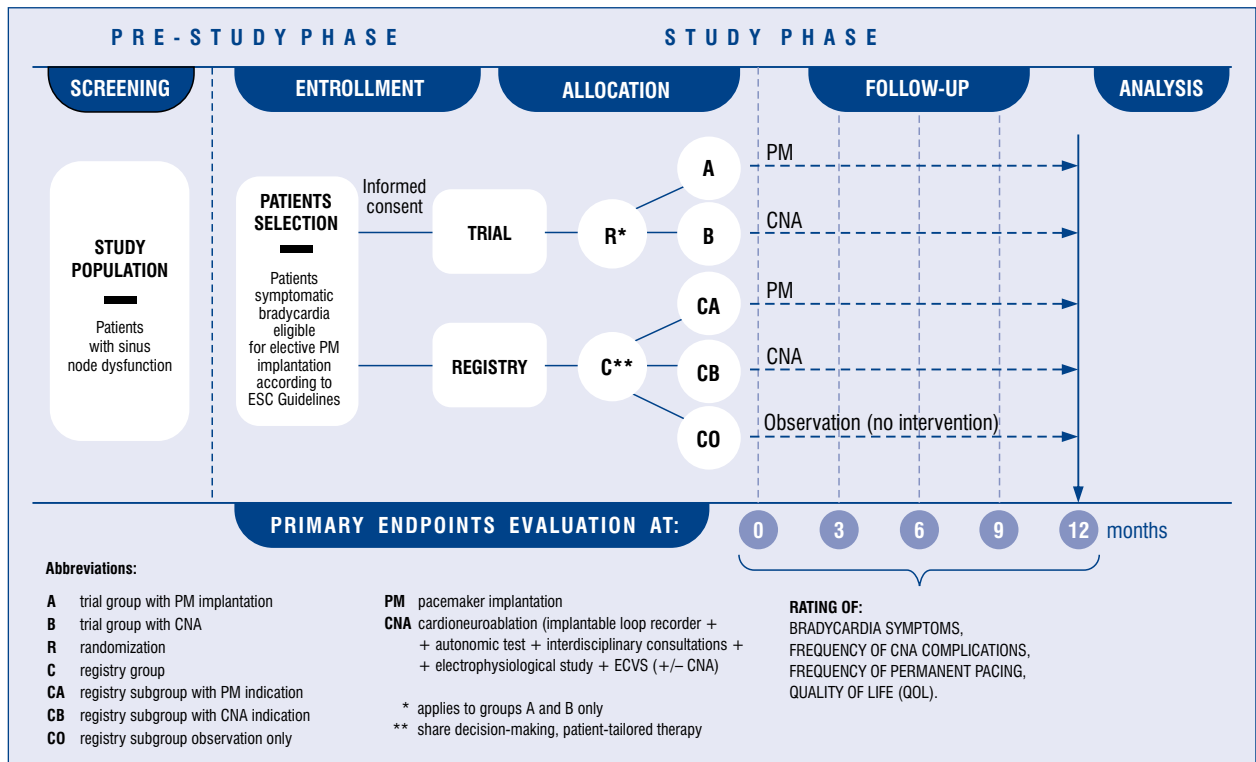 PRE-STUDY PHASE
STUDY PHASE
SCREENING
ENTROLLMENT
ALLOCATION
FOLLOW-UP
ANALYSIS
STUDY
POPULATION
Patients
with sinus
node dysfunction
PATIENTS
SELECTION
Patients
symptomatic
bradycardia
eligible
for elective PM
implantation
according to
ESC Guidelines
Informed
consent
TRIAL
REGISTRY
R*
C**
A
B
CA
CB
CO
PM
CNA
PM
CNA
Observation (no intervention)
PRIMARY ENDPOINTS EVALUATION AT:
0
3
6
9
12
months
Abbreviations:
A trial group with PM implantation
B trial group with CNA
R randomization
C registry group
CA registry subgroup with PM indication
CB registry subgroup with CNA indication
CO registry subgroup observation only
PM pacemaker implantation
CNA cardioneuroablation (implantable loop recorder +
+ autonomic test + interdisciplinary consultations +
+ electrophysiological study + ECVS (+/– CNA)
* applies to groups A and B only
** share decision-making, patient-tailored therapy
RATING OF:
BRADYCARDIA SYMPTOMS,
FREQUENCY OF CNA COMPLICATIONS,
FREQUENCY OF PERMANENT PACING,
QUALITY OF LIFE (QOL).